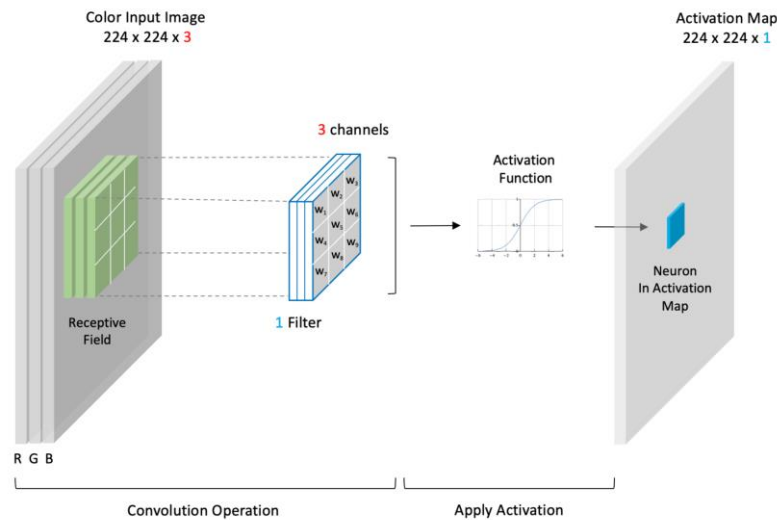 Color Input Image
224 x 224 x 3
Activation Map
224 x 224 x 1
3 channels
Activation
Function
W1 W2 W3
W4 W5 W6
W7 W8 W9
Receptive
Field
1 Filter
Neuron
In Activation
Map
R G B
Convolution Operation
Apply Activation